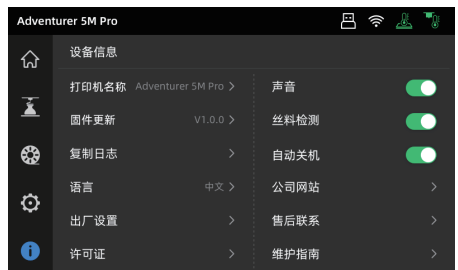 Adventurer 5M Pro
设备信息
打印机名称 Adventurer 5M Pro >
固件更新 V1.0.0 >
复制日志 >
语言 中文 >
出厂设置 >
许可证 >
声音
丝料检测
自动关机
公司网站 >
售后联系 >
维护指南 >